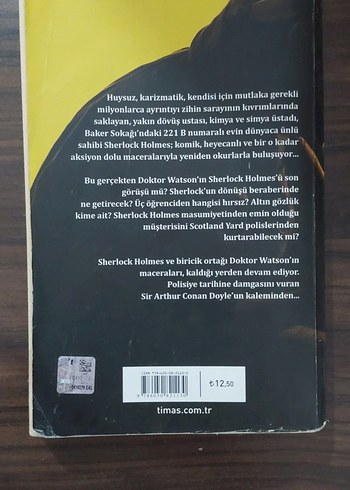 Huysuz, karizmatik, kendisi için mutlaka gerekli
milyonlarca ayrıntıyı zihin sarayının kıvrımlarında
saklayan, yakın dövüş ustası, kimya ve simya üstadı,
Baker Sokağı'ndaki 221 B numaralı evin dünyaca ünlü
sahibi Sherlock Holmes; komik, heyecanlı ve bir o kadar
aksiyon dolu maceralarıyla yeniden okurlarla buluşuyor...
Bu gerçekten Doktor Watson'ın Sherlock Holmes'ü son
görüşü mü? Sherlock'un dönüşü beraberinde
ne getirecek? Üç öğrenciden hangisi hırsız? Altın gözlük
kime ait? Sherlock Holmes masumiyetinden emin olduğu
müşterisini Scotland Yard polislerinden
kurtarabilecek mi?
Sherlock Holmes ve biricik ortağı Doktor Watson'ın
maceraları, kaldığı yerden devam ediyor.
Polisiye tarihine damgasını vuran
Sir Arthur Conan Doyle'un kaleminden...
₺12,50
timas.com.tr